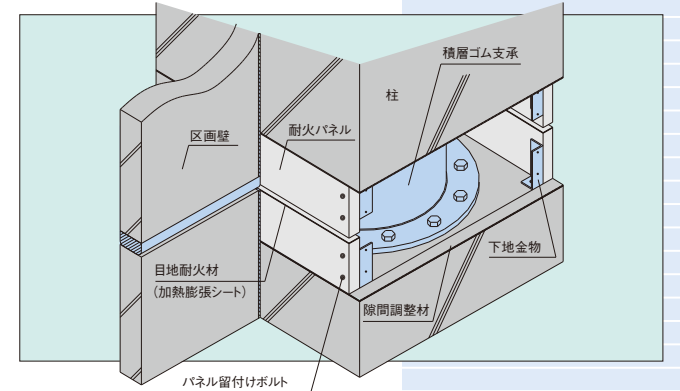 積層ゴム支承
柱
耐火パネル
区画壁
下地金物
目地耐火材
(加熱膨張シート)
隙間調整材
パネル留付けボルト